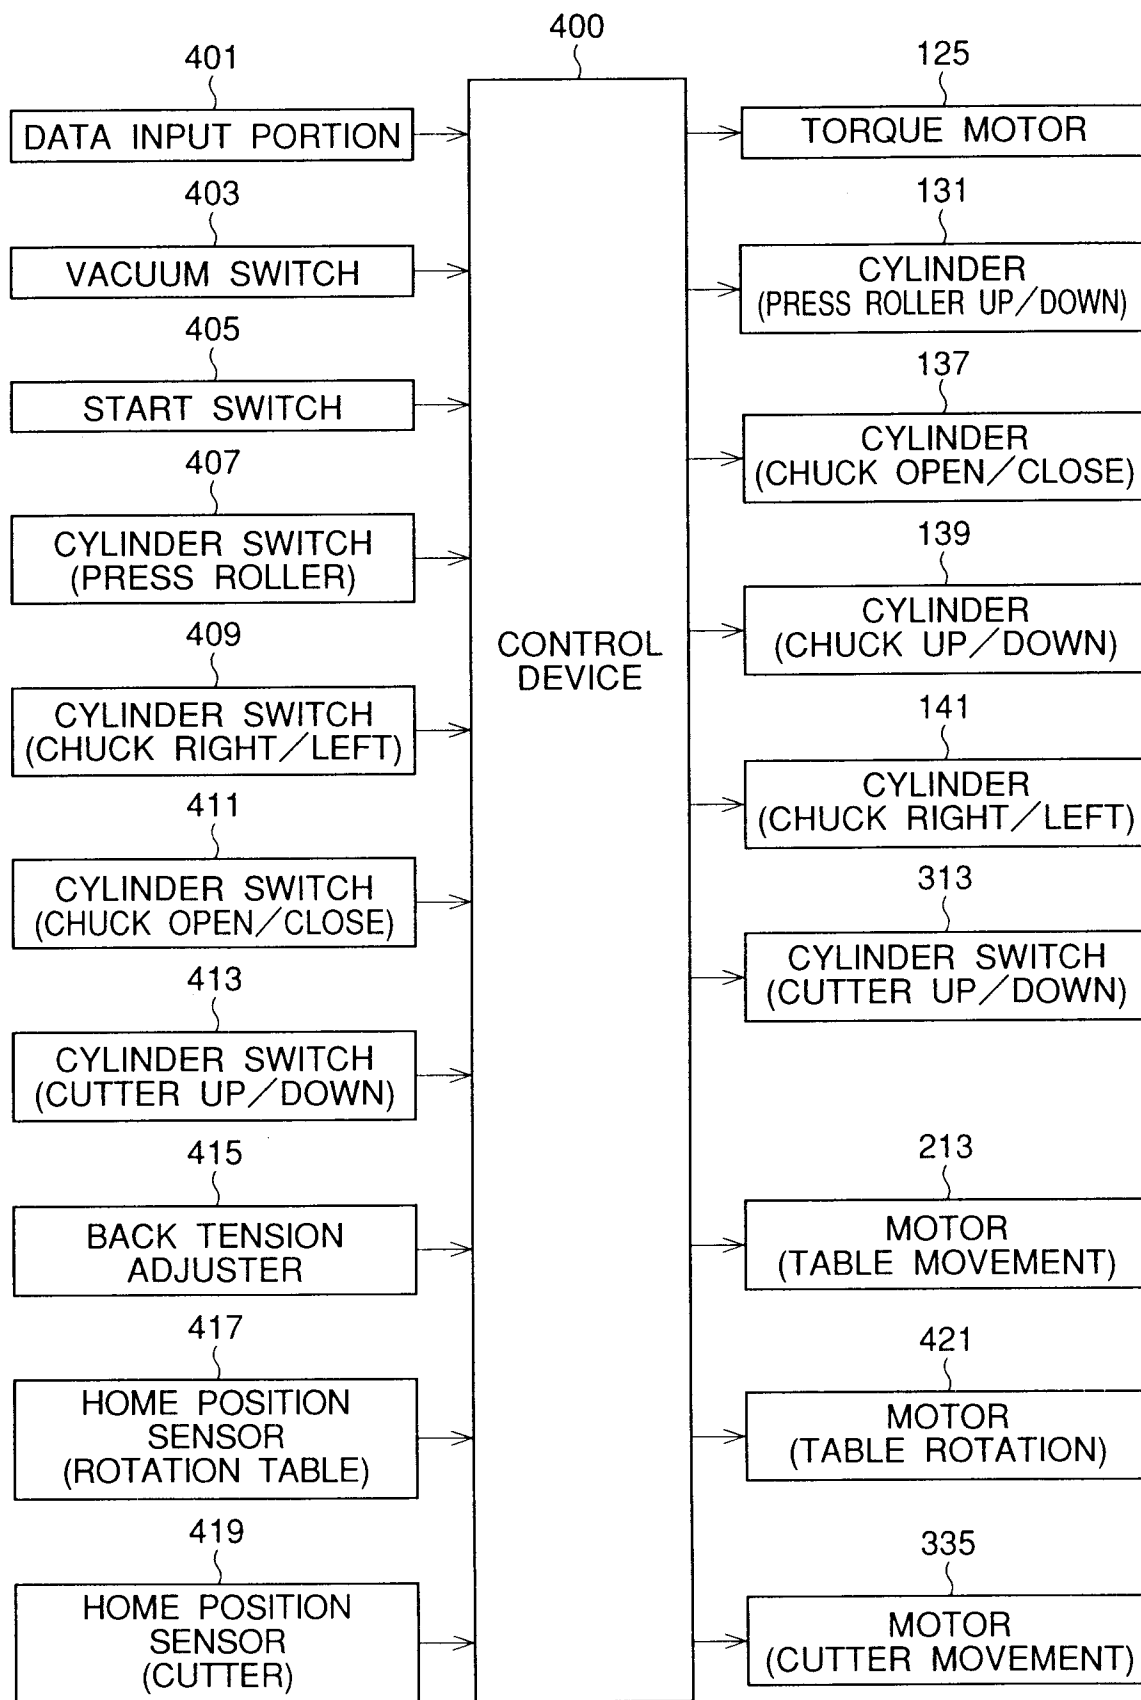 400
401
DATA INPUT PORTION
403
VACUUM SWITCH
405
START SWITCH
407
CYLINDER SWITCH
(PRESS ROLLER)
409
CYLINDER SWITCH
(CHUCK RIGHT/LEFT)
411
CYLINDER SWITCH
(CHUCK OPEN/CLOSE)
413
CYLINDER SWITCH
(CUTTER UP/DOWN)
415
BACK TENSION
ADJUSTER
417
HOME POSITION
SENSOR
(ROTATION TABLE)
419
HOME POSITION
SENSOR
(CUTTER)
CONTROL
DEVICE
125
TORQUE MOTOR
131
CYLINDER
(PRESS ROLLER UP/DOWN)
137
CYLINDER
(CHUCK OPEN/CLOSE)
139
CYLINDER
(CHUCK UP/DOWN)
141
CYLINDER
(CHUCK RIGHT/LEFT)
313
CYLINDER SWITCH
(CUTTER UP/DOWN)
213
MOTOR
(TABLE MOVEMENT)
421
MOTOR
(TABLE ROTATION)
335
MOTOR
(CUTTER MOVEMENT)